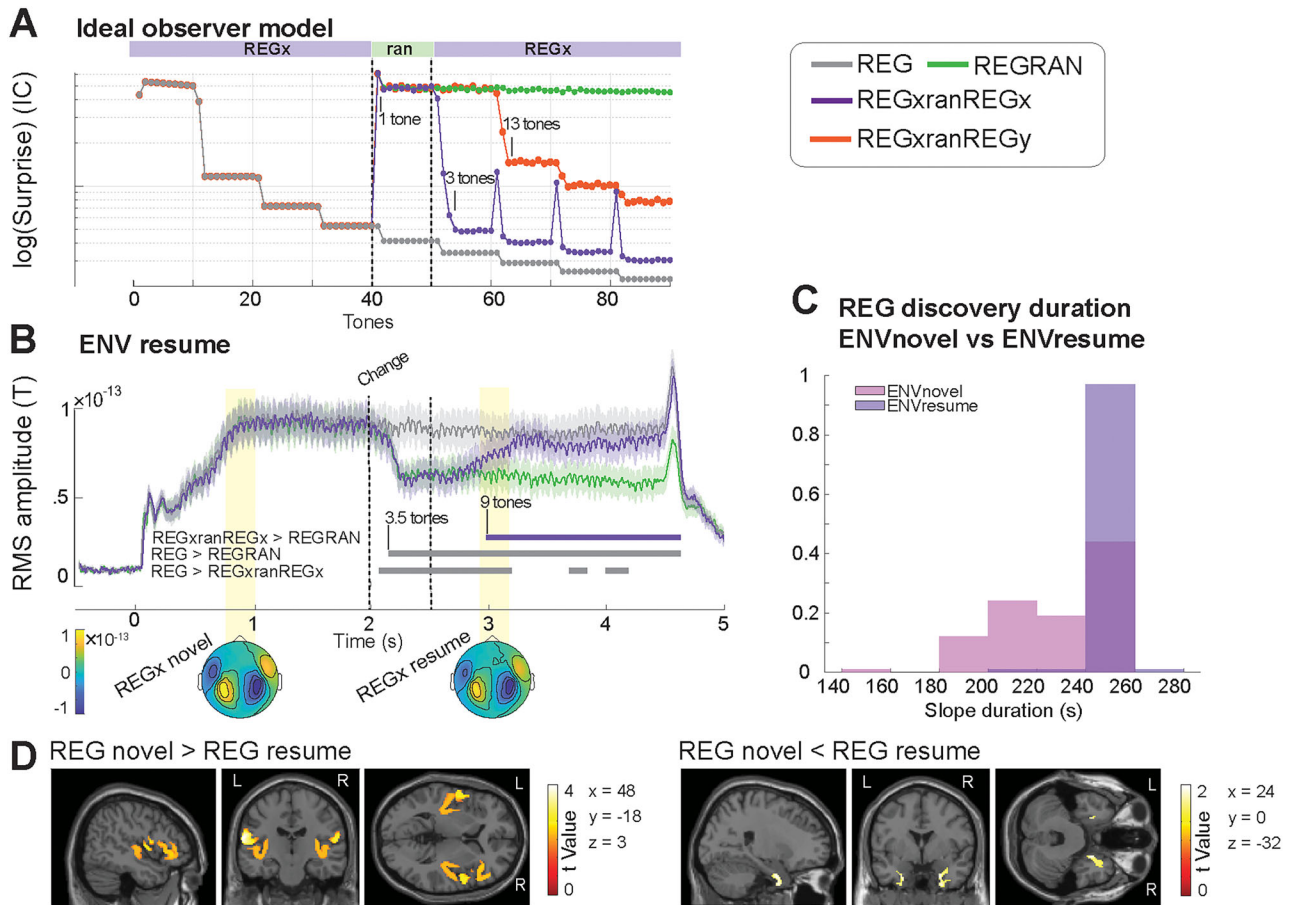 A Ideal observer model
REGx ran REGx
log(Surprise) (IC)
1 tone
3 tones
13 tones
0 20 40 60 80
Tones
REG REGRAN
REGxranREGx
REGxranREGy
B ENV resume
Change
RMS amplitude (T)
1 ×10^-13
.5
0
3.5 tones
9 tones
REGxranREGx > REGRAN
REG > REGRAN
REG > REGxranREGx
0 1 2 3 4 5
Time (s)
1 ×10^-13
0
-1
REGx novel
REGx resume
C REG discovery duration
ENVnovel vs ENVresume
ENVnovel
ENVresume
1
0.8
0.6
0.4
0.2
0
140 160 180 200 220 240 260 280
Slope duration (s)
D REG novel > REG resume
L R L R
4
t Value
0
x = 48
y = -18
z = 3
REG novel < REG resume
L R L R
2
t Value
0
x = 24
y = 0
z = -32